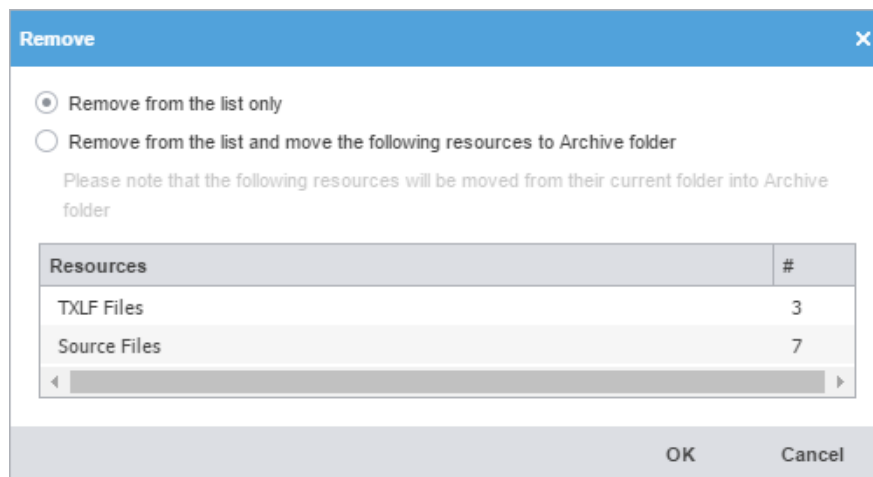 Remove
Remove from the list only
Remove from the list and move the following resources to Archive folder
Please note that the following resources will be moved from their current folder into Archive
folder
Resources #
TXLF Files 3
Source Files 7
OK Cancel